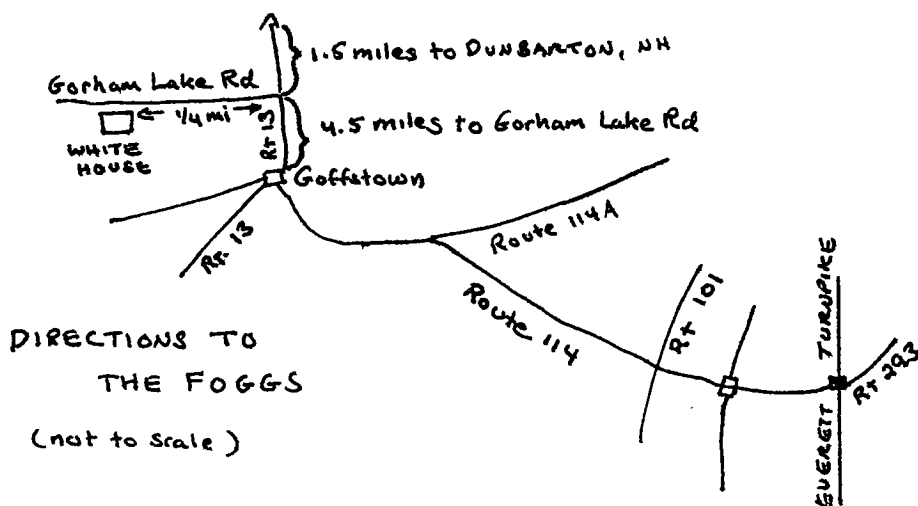 1.5 miles to DUNBARTON, NH
Gorham Lake Rd
1/4 mi
Rt 13
4.5 miles to Gorham Lake Rd
WHITE
HOUSE
Goffstown
Rt. 13
Route 114A
Route 114
Rt 101
EVERETT TURNPIKE
Rt 293
DIRECTIONS TO
THE FOGGS
(not to scale)